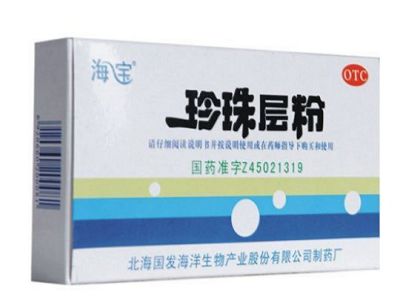 海宝®
OTC
珍珠层粉
请仔细阅读说明书并按说明使用或在药师指导下购买和使用
国药准字Z45021319
北海国发海洋生物产业股份有限公司制药厂